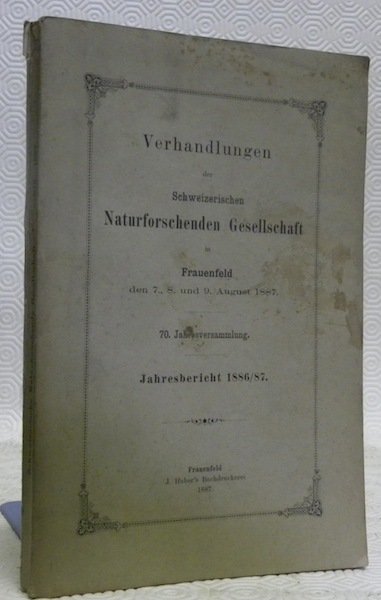 Verhandlungen
der
Schweizerischen
Naturforschenden Gesellschaft
in
Frauenfeld
den 7., 8. und 9. August 1887.
70. Jahresversammlung.
Jahresbericht 1886/87.
Frauenfeld
J. Huber's Buchdruckerei
1887.